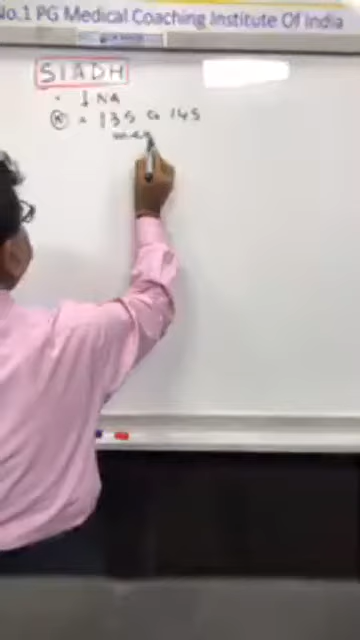 No.1 PG Medical Coaching Institute Of India
SIADH
• ↓ NA
Ⓝ = 135 to 145